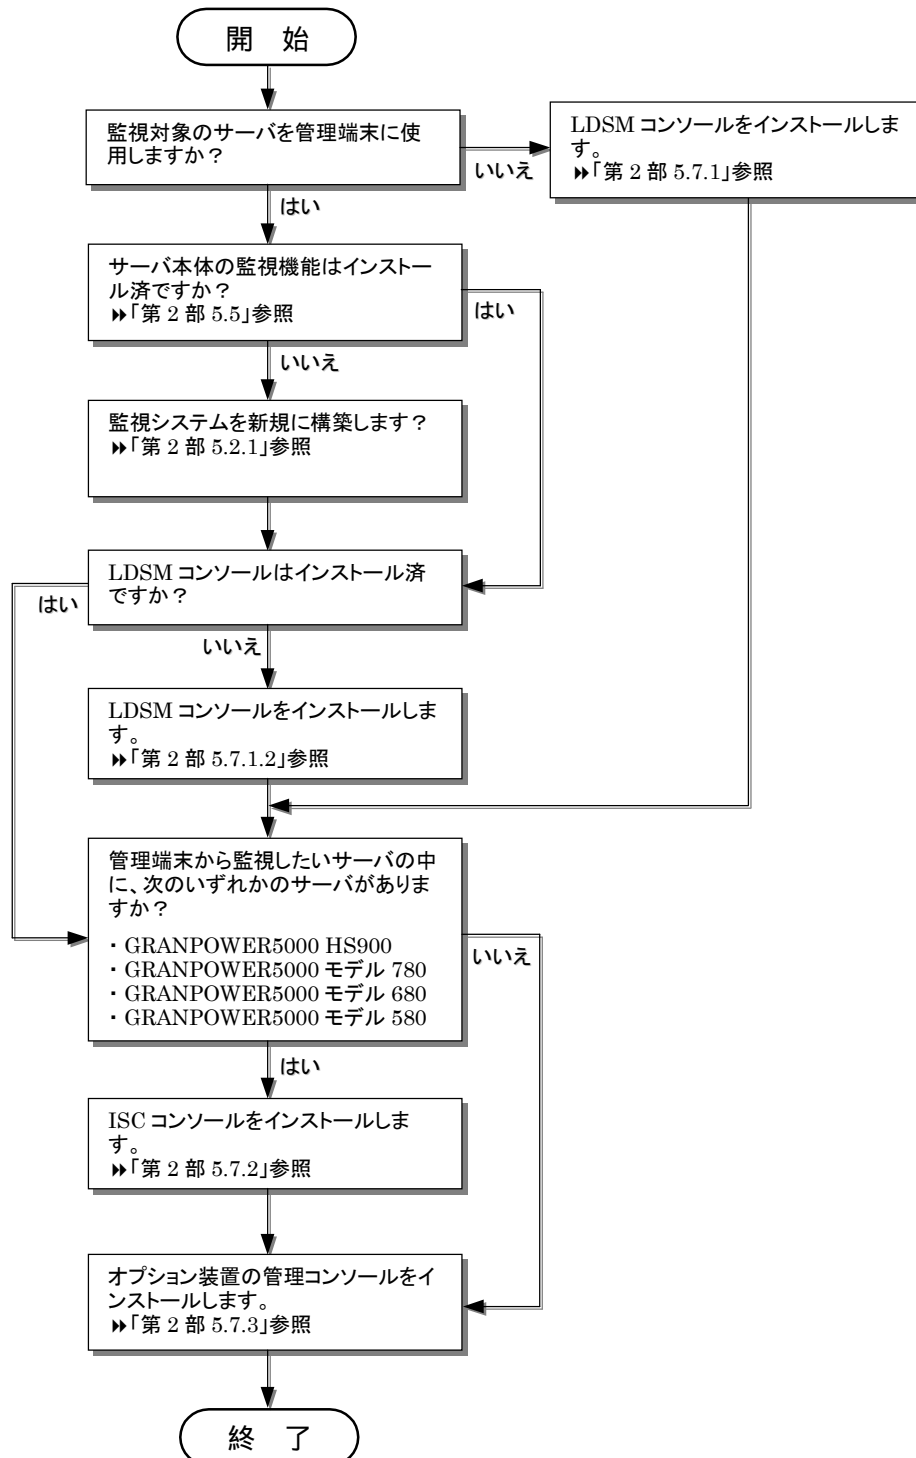 開　始
監視対象のサーバを管理端末に使
用しますか？
いいえ
LDSM コンソールをインストールしま
す。
「第 2 部 5.7.1」参照
はい
サーバ本体の監視機能はインストー
ル済ですか？
「第 2 部 5.5」参照
はい
いいえ
監視システムを新規に構築します？
「第 2 部 5.2.1」参照
LDSM コンソールはインストール済
ですか？
はい
いいえ
LDSM コンソールをインストールしま
す。
「第 2 部 5.7.1.2」参照
管理端末から監視したいサーバの中
に、次のいずれかのサーバがありま
すか？
・ GRANPOWER5000 HS900
・ GRANPOWER5000 モデル 780
・ GRANPOWER5000 モデル 680
・ GRANPOWER5000 モデル 580
いいえ
はい
ISC コンソールをインストールしま
す。
「第 2 部 5.7.2」参照
オプション装置の管理コンソールをイ
ンストールします。
「第 2 部 5.7.3」参照
終　了